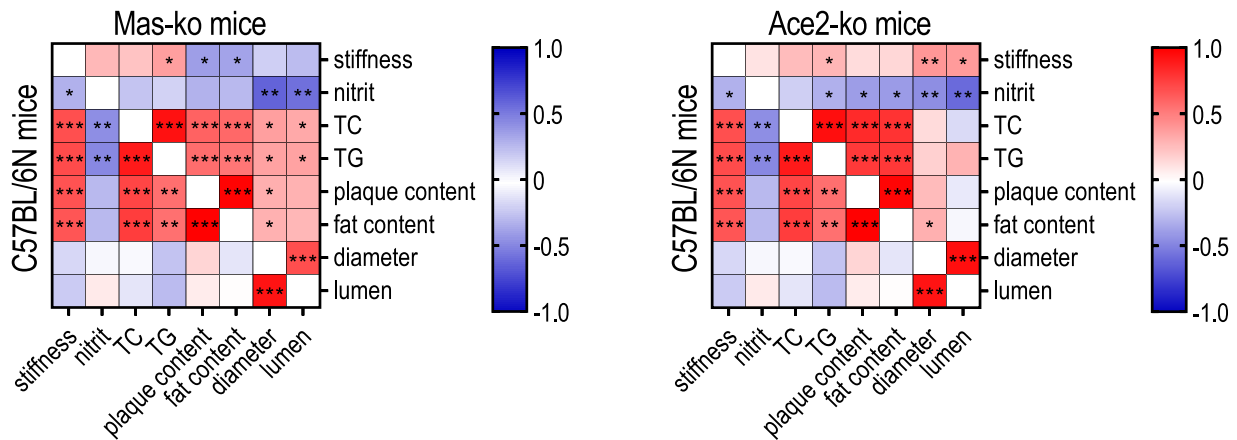 Mas-ko mice
C57BL/6N mice
* * * stiffness
* ** ** nitrit
*** ** *** *** *** * * TC
*** ** *** *** *** * * TG
*** *** ** *** * plaque content
*** *** ** *** * fat content
*** diameter
*** lumen
stiffness
nitrit
TC
TG
plaque content
fat content
diameter
lumen
1.0
0.5
0
-0.5
-1.0
Ace2-ko mice
C57BL/6N mice
* ** * stiffness
* * * * ** ** nitrit
*** ** *** *** *** TC
*** ** *** *** *** TG
*** *** ** *** plaque content
*** *** ** *** * fat content
*** diameter
*** lumen
stiffness
nitrit
TC
TG
plaque content
fat content
diameter
lumen
1.0
0.5
0
-0.5
-1.0